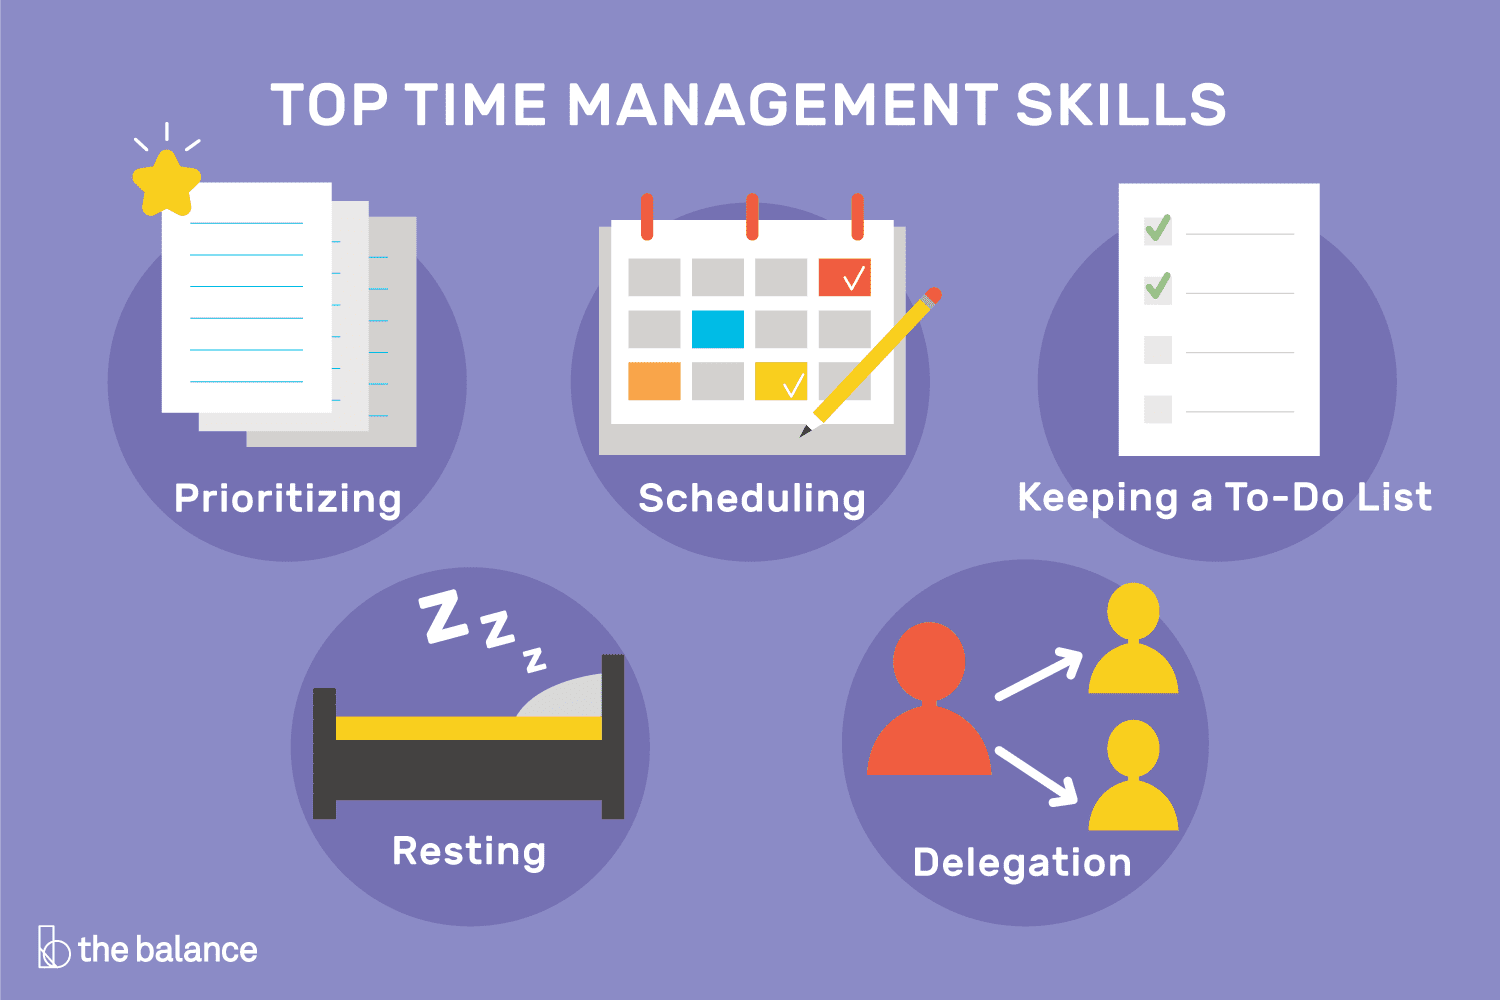 TOP TIME MANAGEMENT SKILLS
Prioritizing
Scheduling
Keeping a To-Do List
Z z z
Resting
Delegation
b the balance